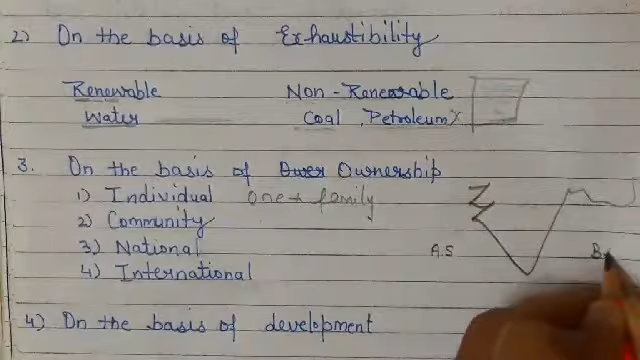 2) On the basis of Exhaustibility
Renewable Non-Renewable
Water Coal, Petroleum
3. On the basis of Ownership
1) Individual one + family
2) Community
3) National
4) International
A.S B.
4) On the basis of development